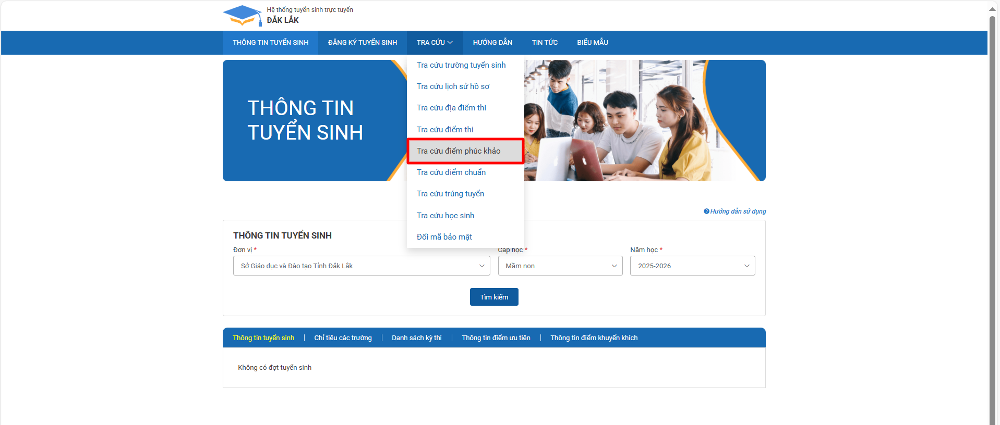 Hệ thống tuyển sinh trực tuyến
ĐẮK LẮK
THÔNG TIN TUYỂN SINH
ĐĂNG KÝ TUYỂN SINH
TRA CỨU
HƯỚNG DẪN
TIN TỨC
BIỂU MẪU
Tra cứu trường tuyển sinh
Tra cứu lịch sử hồ sơ
Tra cứu địa điểm thi
Tra cứu điểm thi
Tra cứu điểm phúc khảo
Tra cứu điểm chuẩn
Tra cứu trúng tuyển
Tra cứu học sinh
Đổi mã bảo mật
THÔNG TIN
TUYỂN SINH
Hướng dẫn sử dụng
THÔNG TIN TUYỂN SINH
Đơn vị *
Cấp học *
Năm học *
Sở Giáo dục và Đào tạo Tỉnh Đắk Lắk
Mầm non
2025-2026
Tìm kiếm
Thông tin tuyển sinh
Chỉ tiêu các trường
Danh sách kỳ thi
Thông tin điểm ưu tiên
Thông tin điểm khuyến khích
Không có đợt tuyển sinh